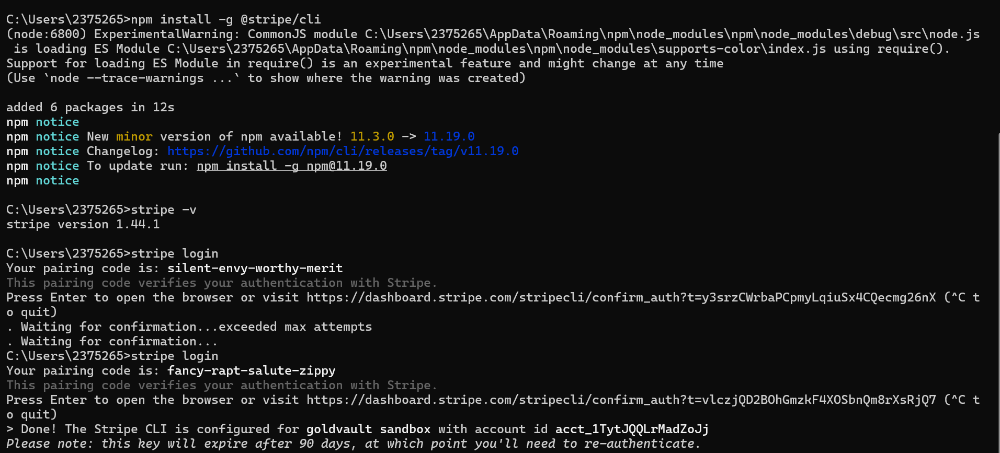 C:\Users\2375265>npm install -g @stripe/cli
(node:6800) ExperimentalWarning: CommonJS module C:\Users\2375265\AppData\Roaming\npm\node_modules\npm\node_modules\debug\src\node.js
 is loading ES Module C:\Users\2375265\AppData\Roaming\npm\node_modules\npm\node_modules\supports-color\index.js using require().
Support for loading ES Module in require() is an experimental feature and might change at any time
(Use `node --trace-warnings ...` to show where the warning was created)

added 6 packages in 12s
npm notice
npm notice New minor version of npm available! 11.3.0 -> 11.19.0
npm notice Changelog: https://github.com/npm/cli/releases/tag/v11.19.0
npm notice To update run: npm install -g npm@11.19.0
npm notice

C:\Users\2375265>stripe -v
stripe version 1.44.1

C:\Users\2375265>stripe login
Your pairing code is: silent-envy-worthy-merit
This pairing code verifies your authentication with Stripe.
Press Enter to open the browser or visit https://dashboard.stripe.com/stripecli/confirm_auth?t=y3srzCWrbaPCpmyLqiuSx4CQecmg26nX (^C t
o quit)
. Waiting for confirmation...exceeded max attempts
. Waiting for confirmation...
C:\Users\2375265>stripe login
Your pairing code is: fancy-rapt-salute-zippy
This pairing code verifies your authentication with Stripe.
Press Enter to open the browser or visit https://dashboard.stripe.com/stripecli/confirm_auth?t=vlczjQD2BOhGmzkF4XOSbnQm8rXsRjQ7 (^C t
o quit)
> Done! The Stripe CLI is configured for goldvault sandbox with account id acct_1TytJQQLrMadZoJj
Please note: this key will expire after 90 days, at which point you'll need to re-authenticate.